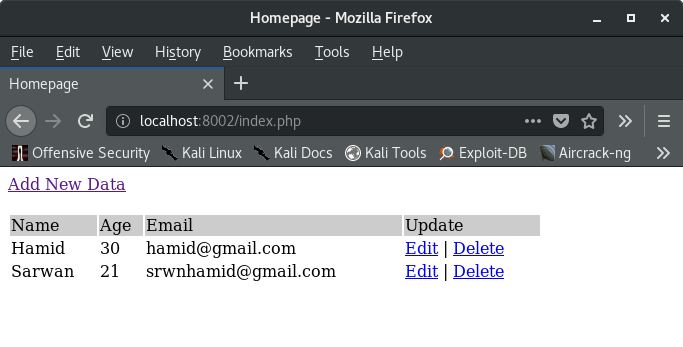 Homepage - Mozilla Firefox
File Edit View History Bookmarks Tools Help
Homepage
localhost:8002/index.php
Offensive Security Kali Linux Kali Docs Kali Tools Exploit-DB Aircrack-ng
Add New Data
Name Age Email Update
Hamid 30 hamid@gmail.com Edit | Delete
Sarwan 21 srwnhamid@gmail.com Edit | Delete